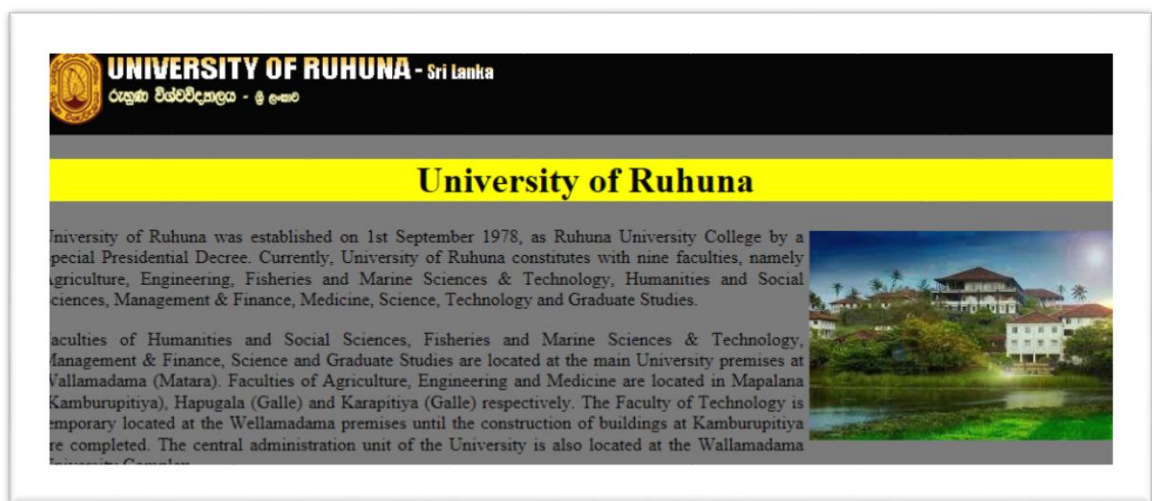 UNIVERSITY OF RUHUNA - Sri Lanka
රුහුණ විශ්වවිද්‍යාලය - ශ්‍රී ලංකාව
University of Ruhuna
University of Ruhuna was established on 1st September 1978, as Ruhuna University College by a
Special Presidential Decree. Currently, University of Ruhuna constitutes with nine faculties, namely
Agriculture, Engineering, Fisheries and Marine Sciences & Technology, Humanities and Social
Sciences, Management & Finance, Medicine, Science, Technology and Graduate Studies.
Faculties of Humanities and Social Sciences, Fisheries and Marine Sciences & Technology,
Management & Finance, Science and Graduate Studies are located at the main University premises at
Wallamadama (Matara). Faculties of Agriculture, Engineering and Medicine are located in Mapalana
(Kamburupitiya), Hapugala (Galle) and Karapitiya (Galle) respectively. The Faculty of Technology is
temporary located at the Wellamadama premises until the construction of buildings at Kamburupitiya
are completed. The central administration unit of the University is also located at the Wallamadama
University Complex